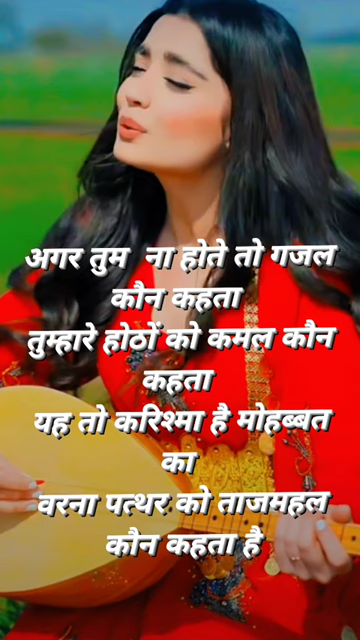 अगर तुम ना होते तो गजल
कौन कहता
तुम्हारे होठों को कमल कौन
कहता
यह तो करिश्मा है मोहब्बत
का
वरना पत्थर को ताजमहल
कौन कहता है